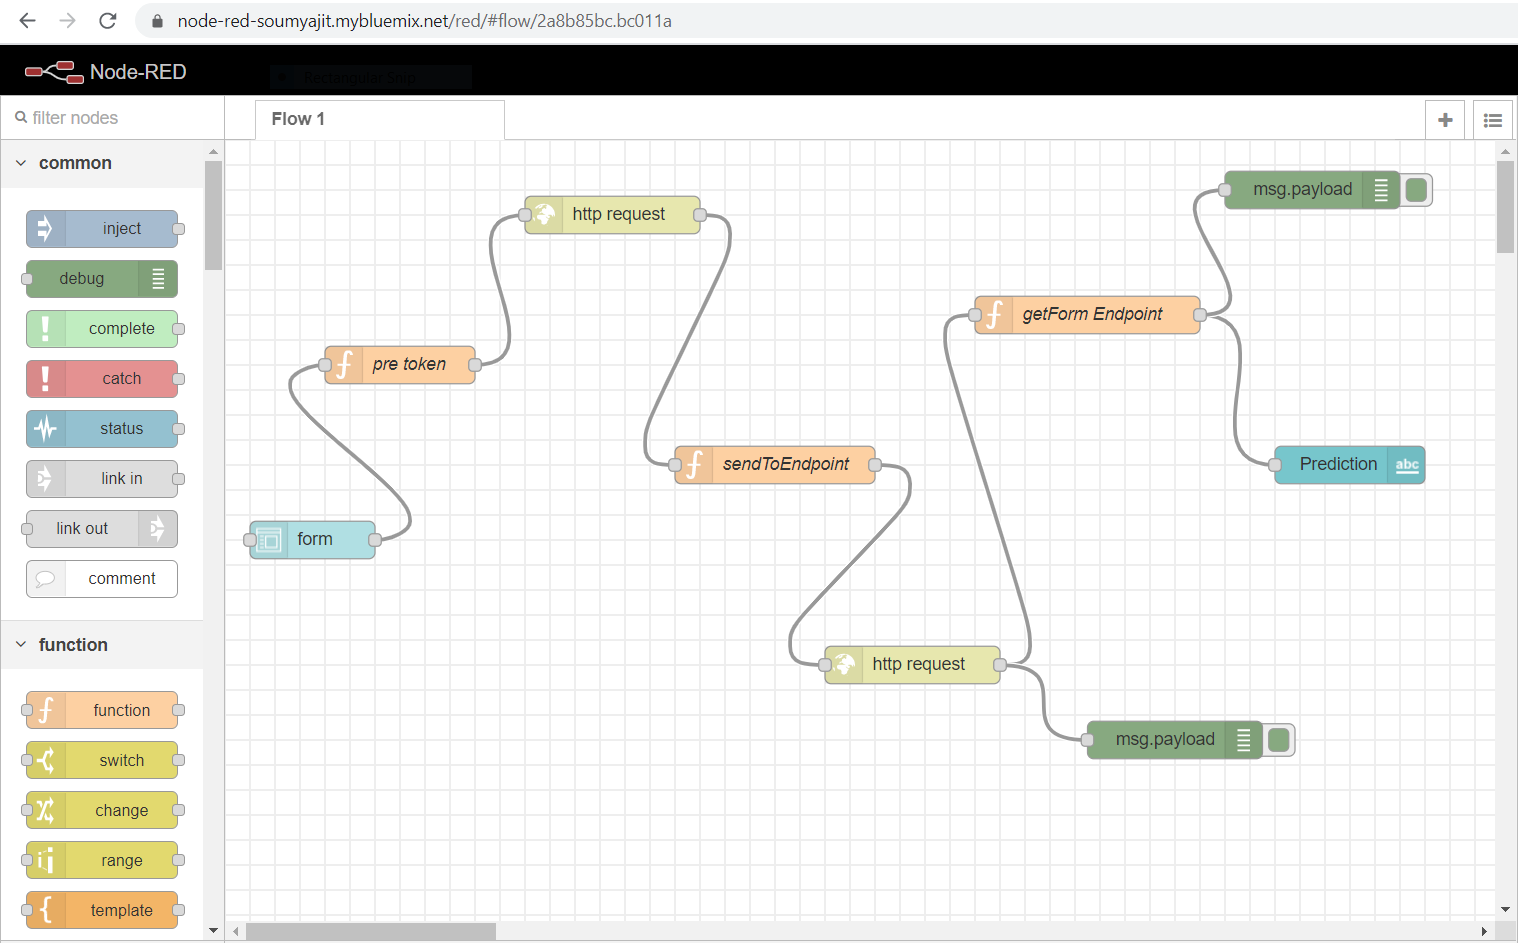 node-red-soumyajit.mybluemix.net/red/#flow/2a8b85bc.bc011a
Node-RED
Rectangular Snip
filter nodes
Flow 1
common
inject
debug
complete
catch
status
link in
link out
comment
function
function
switch
change
range
template
http request
msg.payload
getForm Endpoint
pre token
sendToEndpoint
Prediction
abc
form
http request
msg.payload